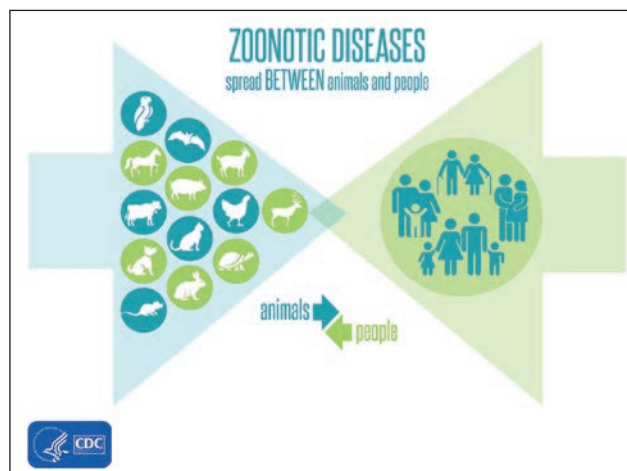 ZOONOTIC DISEASES
spread BETWEEN animals and people
animals
people
CDC